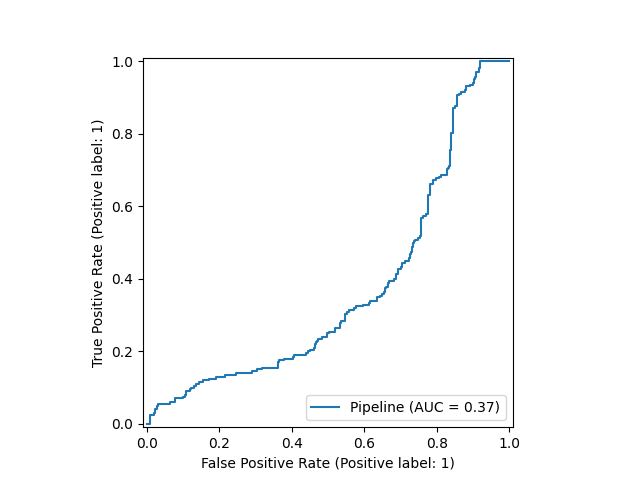 1.0
0.8
0.6
0.4
0.2
0.0
True Positive Rate (Positive label: 1)
Pipeline (AUC = 0.37)
0.0 0.2 0.4 0.6 0.8 1.0
False Positive Rate (Positive label: 1)